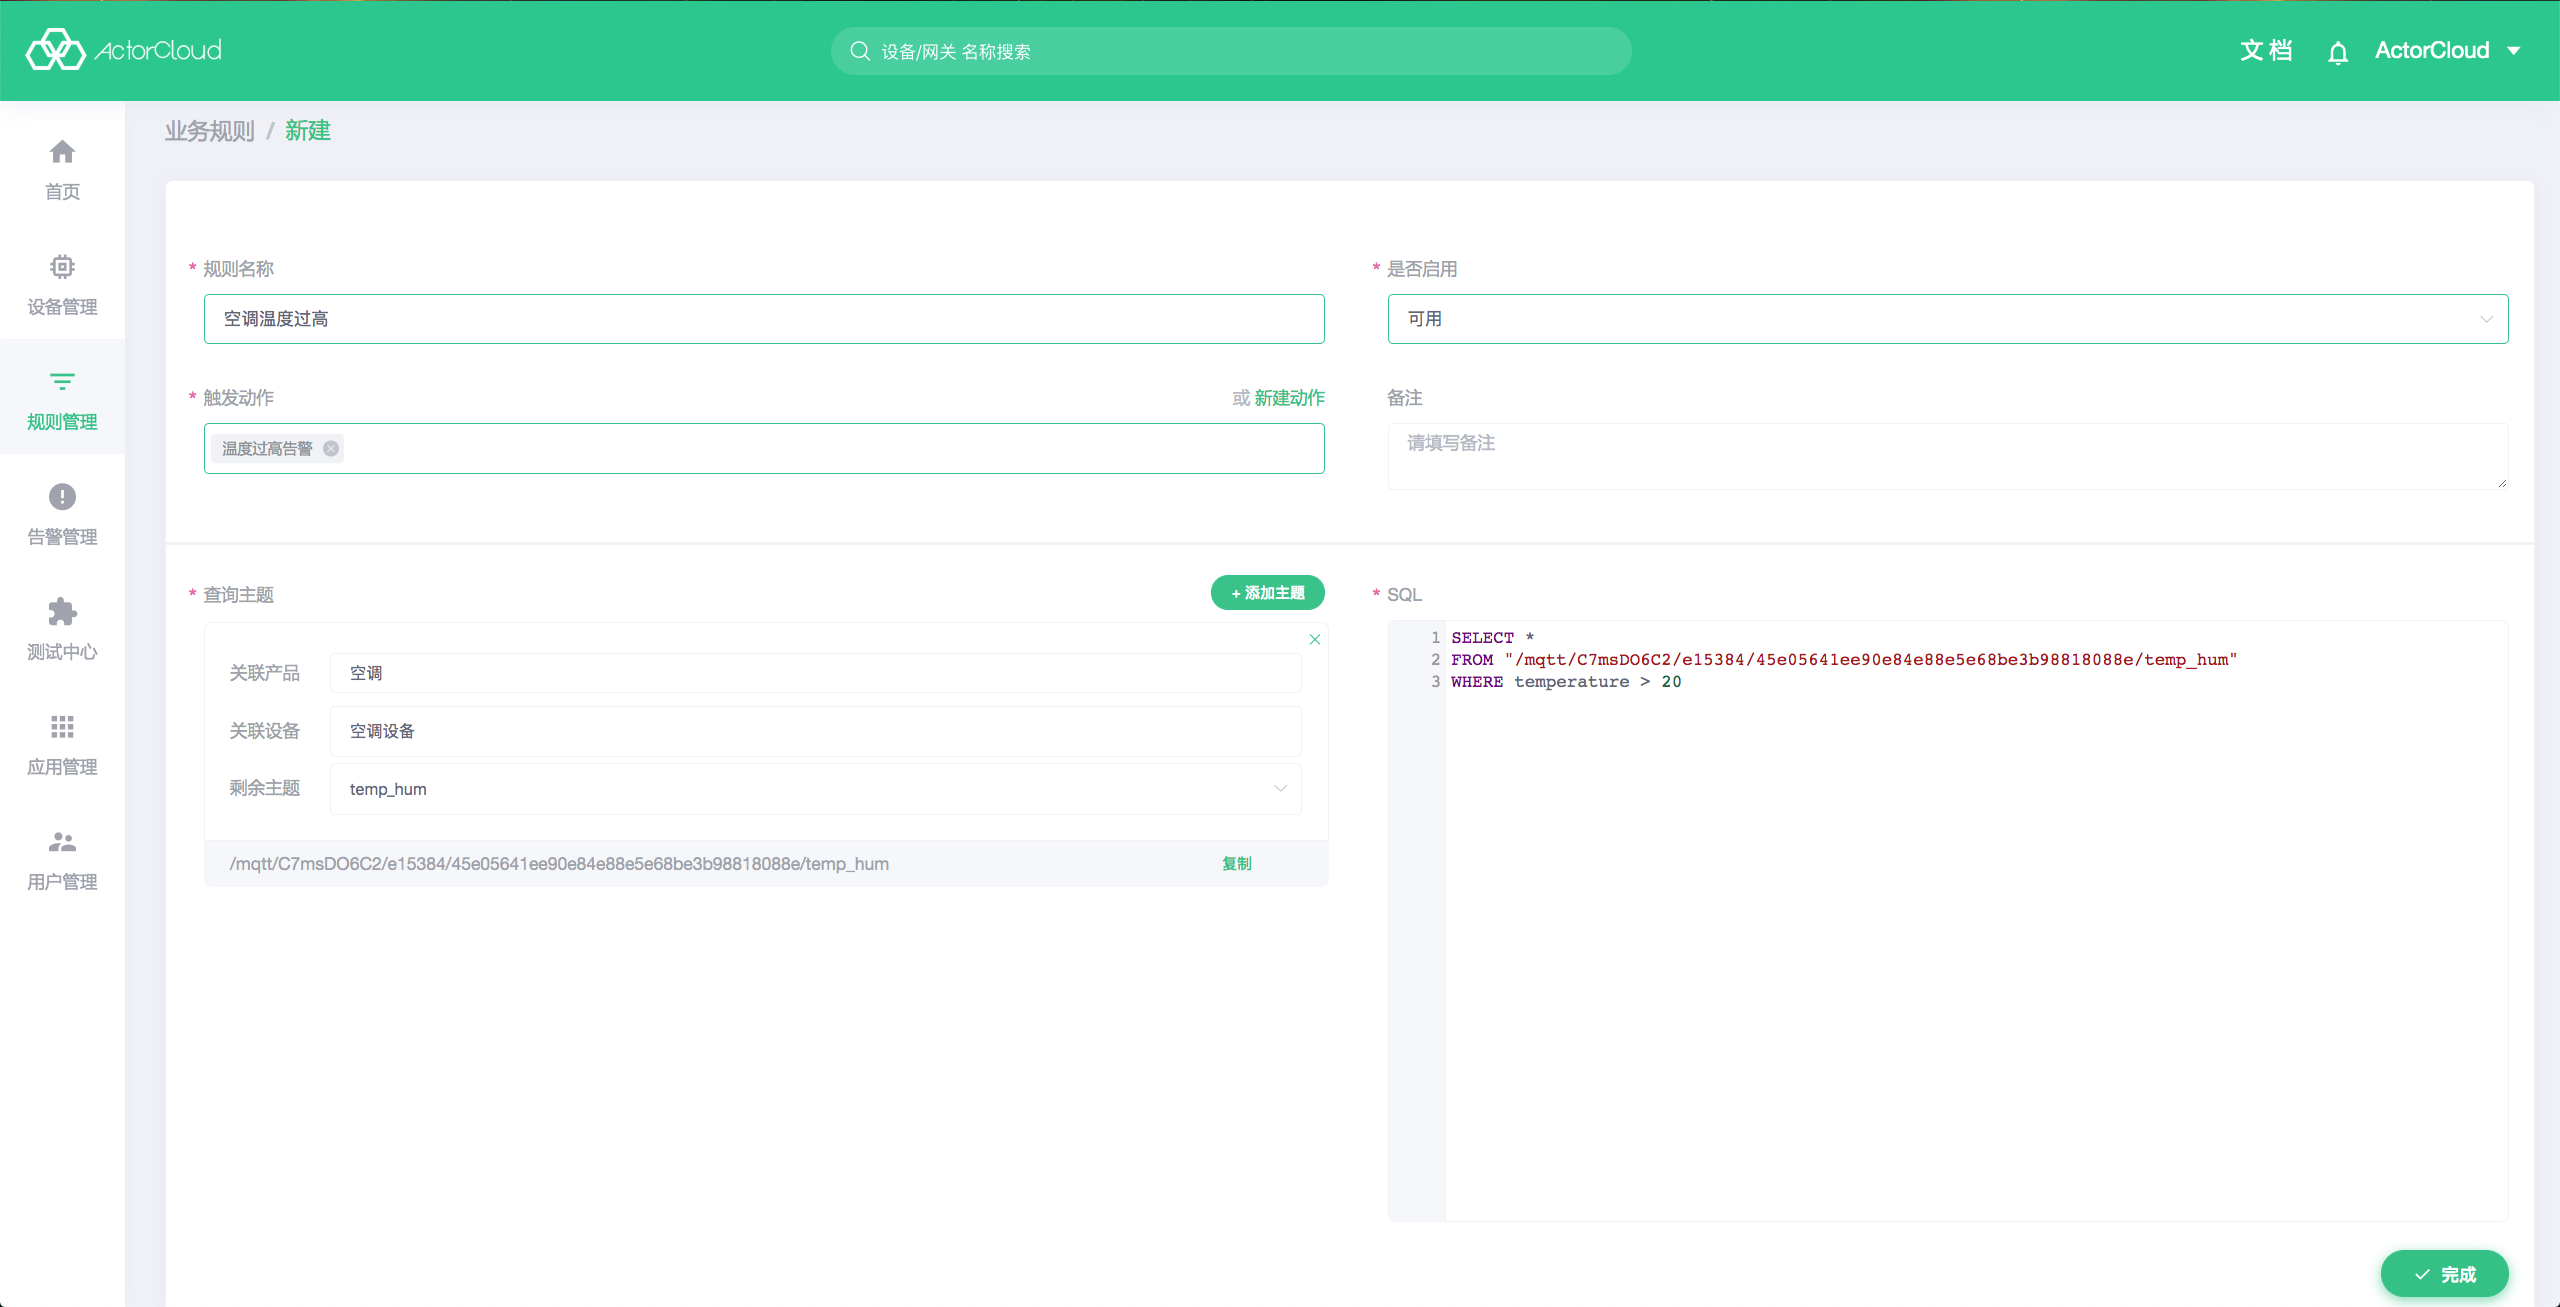 ActorCloud
设备/网关 名称搜索
文档
ActorCloud
首页
设备管理
规则管理
告警管理
测试中心
应用管理
用户管理
业务规则 / 新建
* 规则名称
空调温度过高
* 是否启用
可用
* 触发动作
或 新建动作
温度过高告警
备注
请填写备注
* 查询主题
+ 添加主题
关联产品
空调
关联设备
空调设备
剩余主题
temp_hum
/mqtt/C7msDO6C2/e15384/45e05641ee90e84e88e5e68be3b98818088e/temp_hum
复制
* SQL
1 SELECT *
2 FROM "/mqtt/C7msDO6C2/e15384/45e05641ee90e84e88e5e68be3b98818088e/temp_hum"
3 WHERE temperature > 20
完成